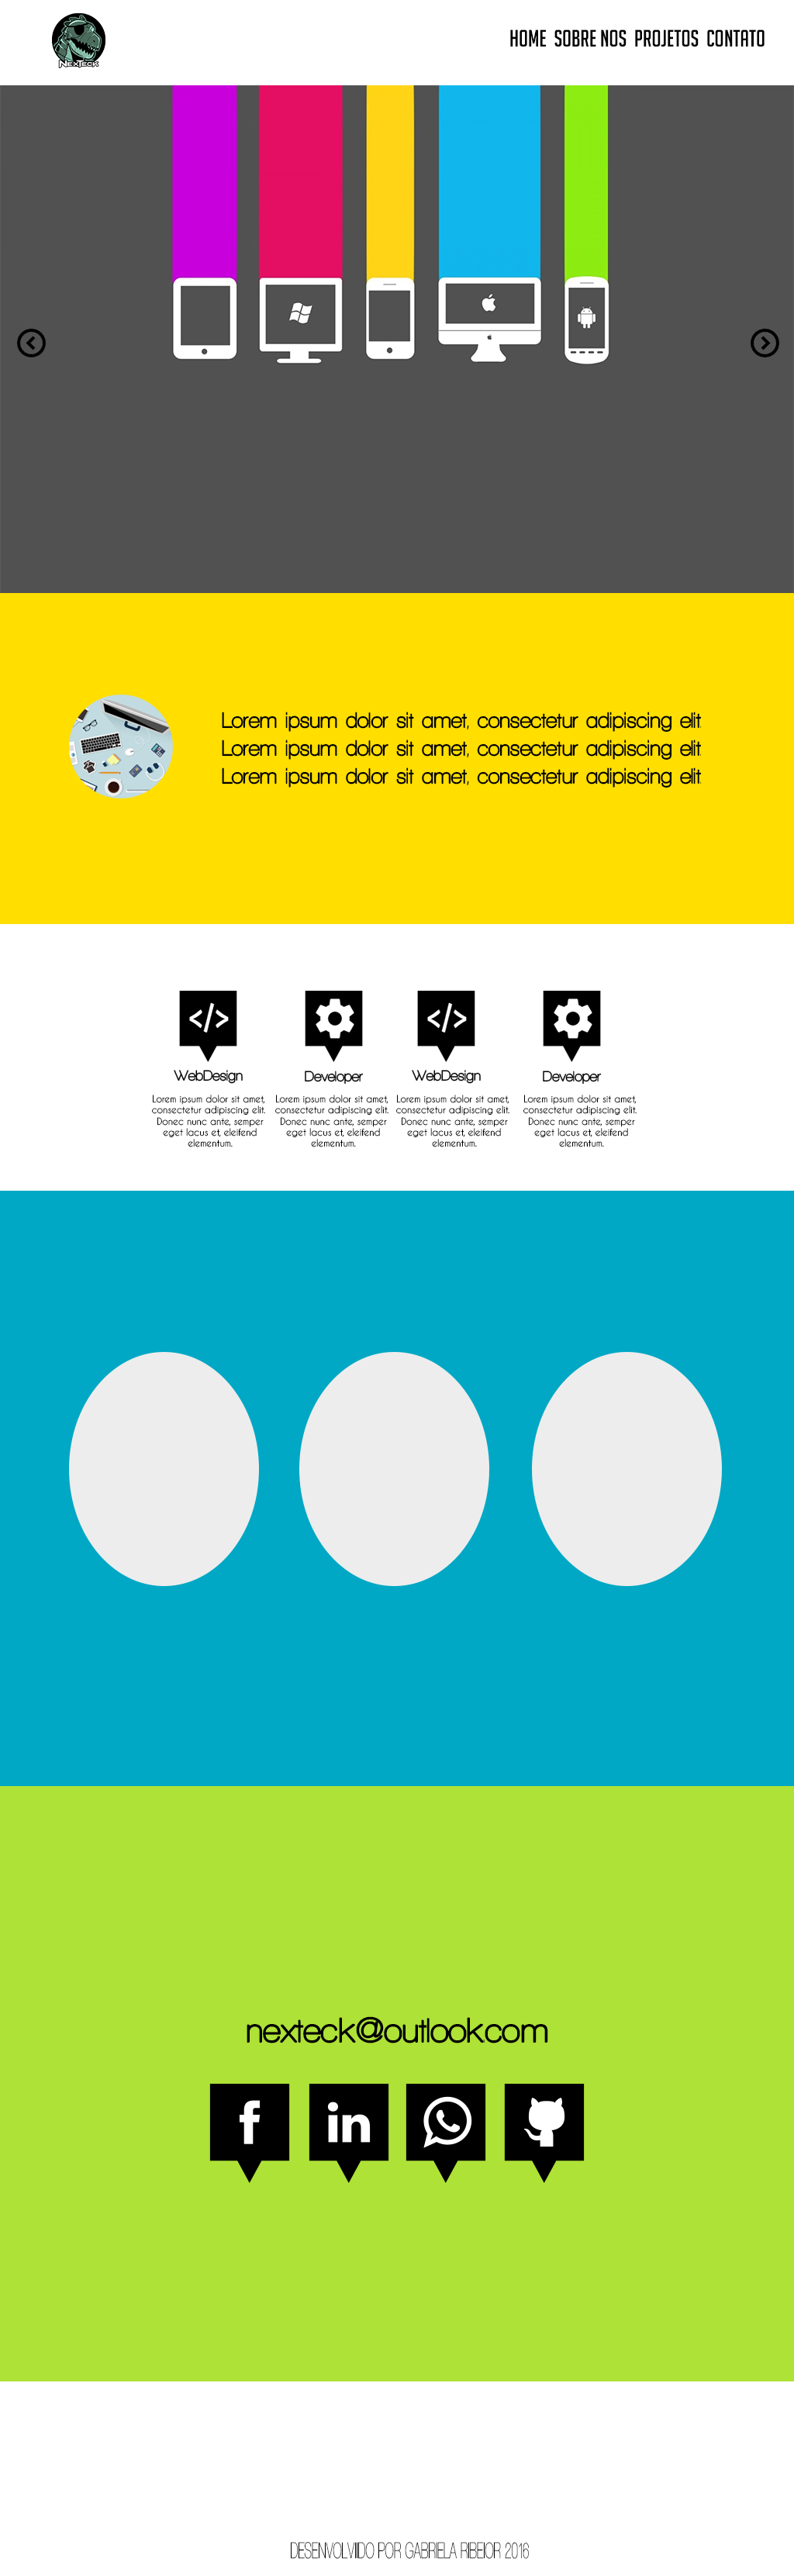 NEXTECK
HOME SOBRE NOS PROJETOS CONTATO
Lorem ipsum dolor sit amet, consectetur adipiscing elit
Lorem ipsum dolor sit amet, consectetur adipiscing elit
Lorem ipsum dolor sit amet, consectetur adipiscing elit
WebDesign
Lorem ipsum dolor sit amet,
consectetur adipiscing elit.
Donec nunc ante, semper
eget lacus et, eleifend
elementum.
Developer
Lorem ipsum dolor sit amet,
consectetur adipiscing elit.
Donec nunc ante, semper
eget lacus et, eleifend
elementum.
WebDesign
Lorem ipsum dolor sit amet,
consectetur adipiscing elit.
Donec nunc ante, semper
eget lacus et, eleifend
elementum.
Developer
Lorem ipsum dolor sit amet,
consectetur adipiscing elit.
Donec nunc ante, semper
eget lacus et, eleifend
elementum.
nexteck@outlook.com
DESENVOLVIIDO POR GABRIELA RIBEIOR 2016